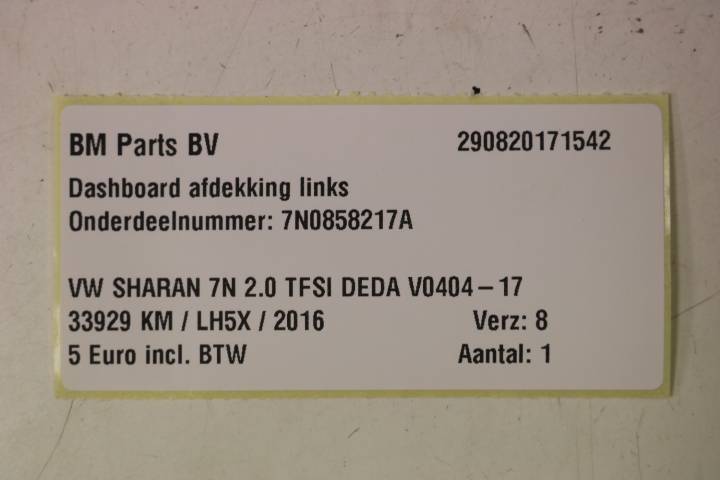 BM Parts BV 290820171542
Dashboard afdekking links
Onderdeelnummer: 7N0858217A
VW SHARAN 7N 2.0 TFSI DEDA V0404-17
33929 KM / LH5X / 2016 Verz: 8
5 Euro incl. BTW Aantal: 1